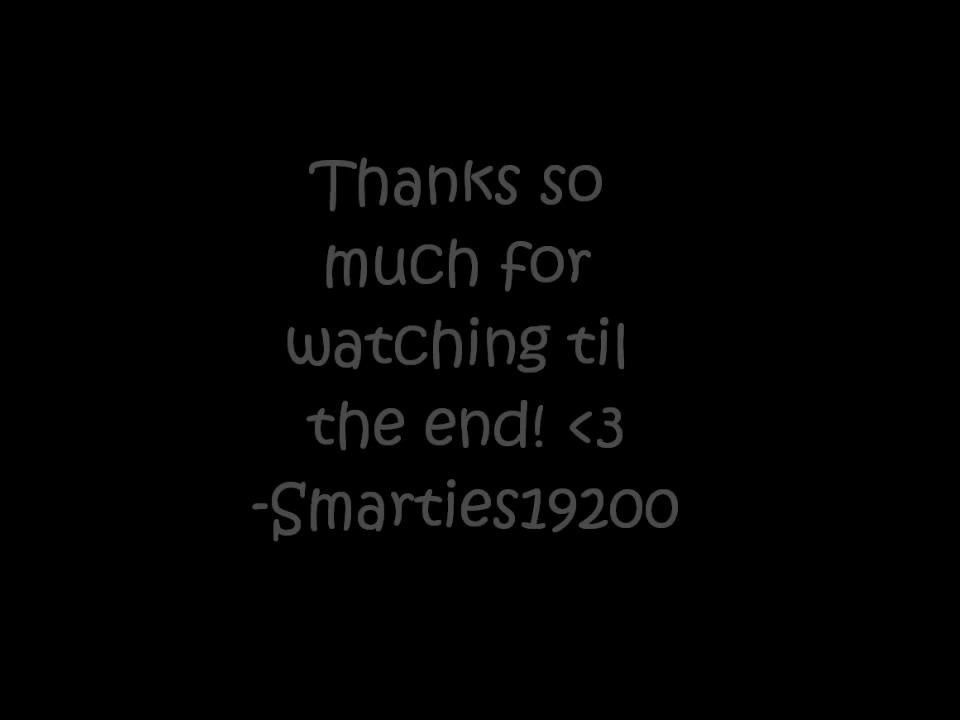 Thanks so
much for
watching til
the end! <3
-Smarties19200